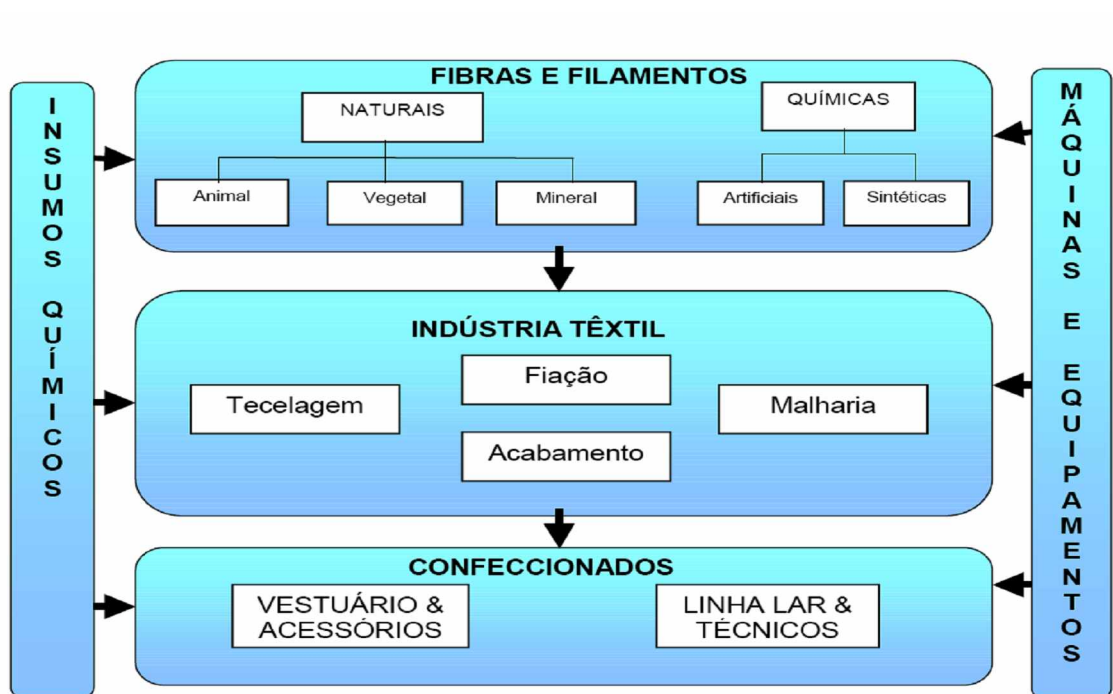 INSUMOS QUÍMICOS
FIBRAS E FILAMENTOS
NATURAIS
QUÍMICAS
Animal
Vegetal
Mineral
Artificiais
Sintéticas
INDÚSTRIA TÊXTIL
Fiação
Tecelagem
Malharia
Acabamento
CONFECCIONADOS
VESTUÁRIO &
ACESSÓRIOS
LINHA LAR &
TÉCNICOS
MÁQUINAS E EQUIPAMENTOS